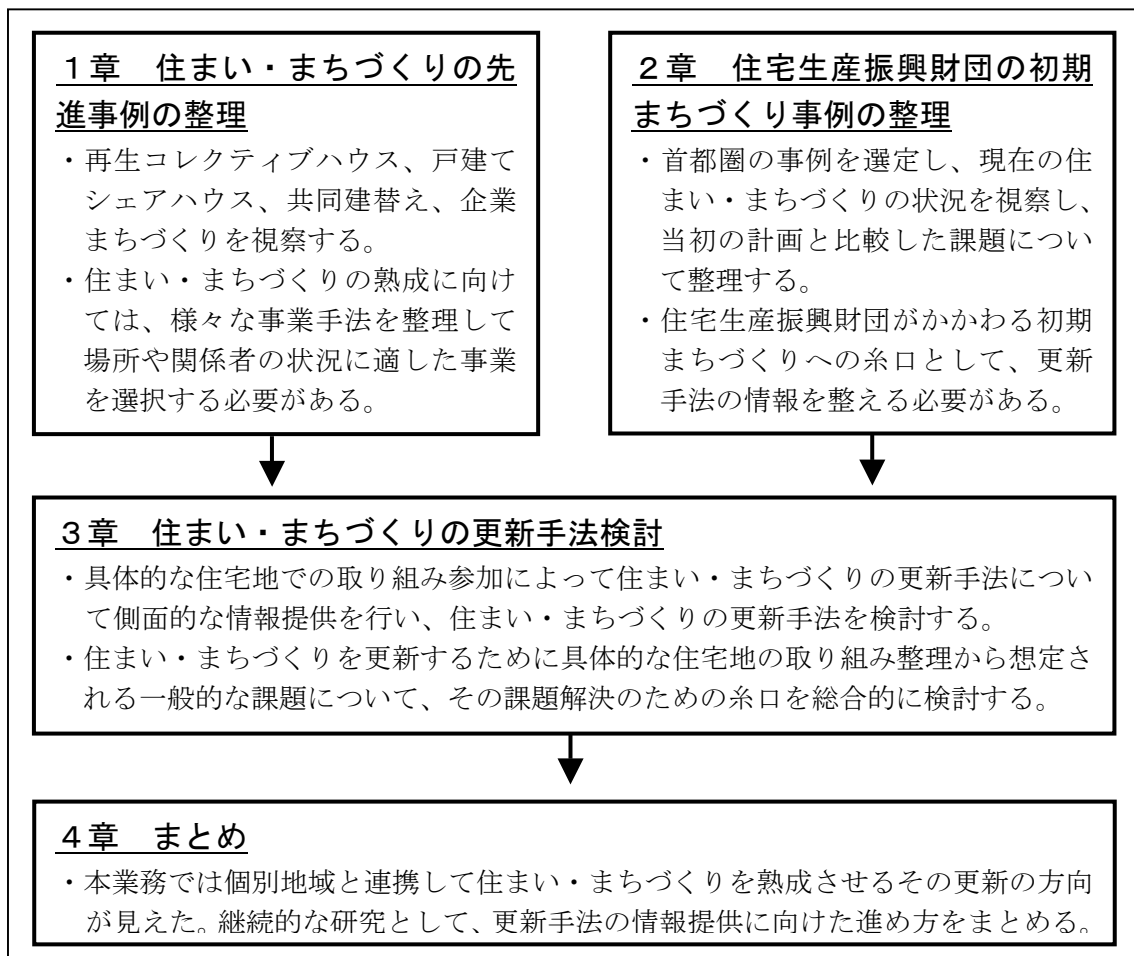 １章　住まい・まちづくりの先
進事例の整理
・再生コレクティブハウス、戸建て
シェアハウス、共同建替え、企業
まちづくりを視察する。
・住まい・まちづくりの熟成に向け
ては、様々な事業手法を整理して
場所や関係者の状況に適した事業
を選択する必要がある。
２章　住宅生産振興財団の初期
まちづくり事例の整理
・首都圏の事例を選定し、現在の住
まい・まちづくりの状況を視察し、
当初の計画と比較した課題につい
て整理する。
・住宅生産振興財団がかかわる初期
まちづくりへの糸口として、更新
手法の情報を整える必要がある。
３章　住まい・まちづくりの更新手法検討
・具体的な住宅地での取り組み参加によって住まい・まちづくりの更新手法につい
て側面的な情報提供を行い、住まい・まちづくりの更新手法を検討する。
・住まい・まちづくりを更新するために具体的な住宅地の取り組み整理から想定さ
れる一般的な課題について、その課題解決のための糸口を総合的に検討する。
４章　まとめ
・本業務では個別地域と連携して住まい・まちづくりを熟成させるその更新の方向
が見えた。継続的な研究として、更新手法の情報提供に向けた進め方をまとめる。